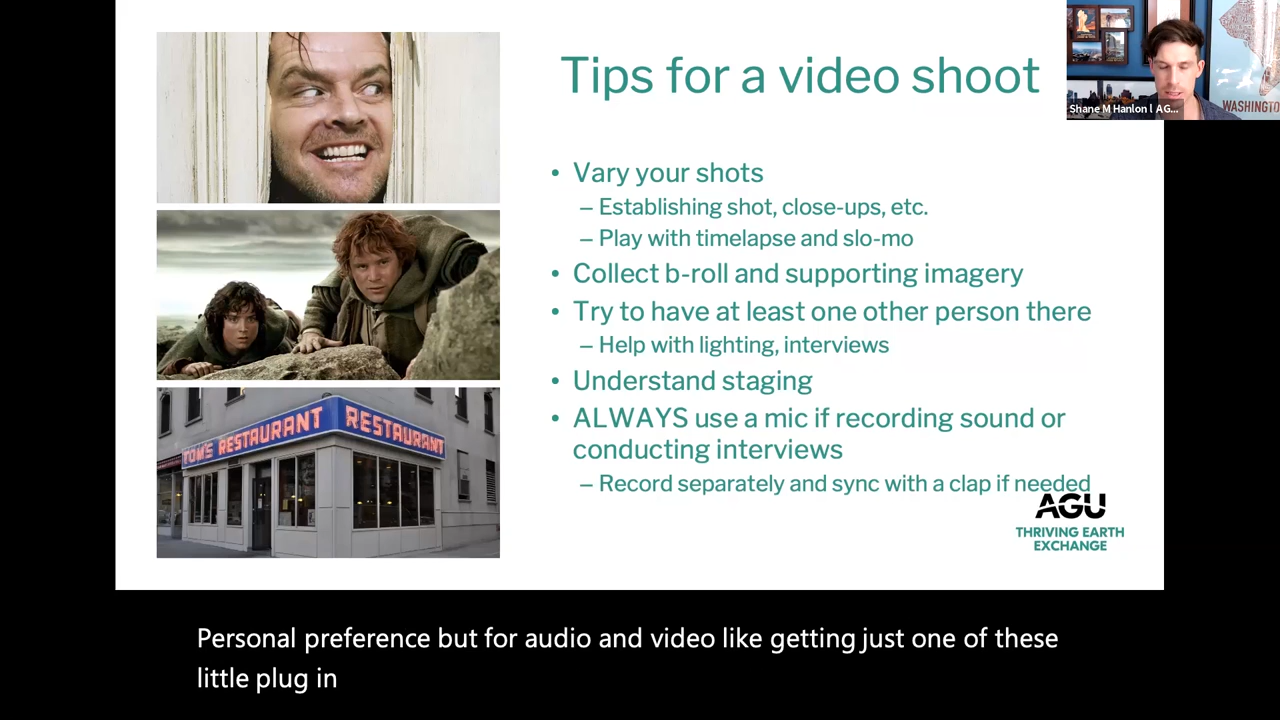 Tips for a video shoot
Shane M Hanlon l AG...
WASHINGTO
• Vary your shots
– Establishing shot, close-ups, etc.
– Play with timelapse and slo-mo
• Collect b-roll and supporting imagery
• Try to have at least one other person there
– Help with lighting, interviews
• Understand staging
• ALWAYS use a mic if recording sound or
conducting interviews
– Record separately and sync with a clap if needed
TOM'S RESTAURANT RESTAURANT
AGU
THRIVING EARTH
EXCHANGE
Personal preference but for audio and video like getting just one of these
little plug in